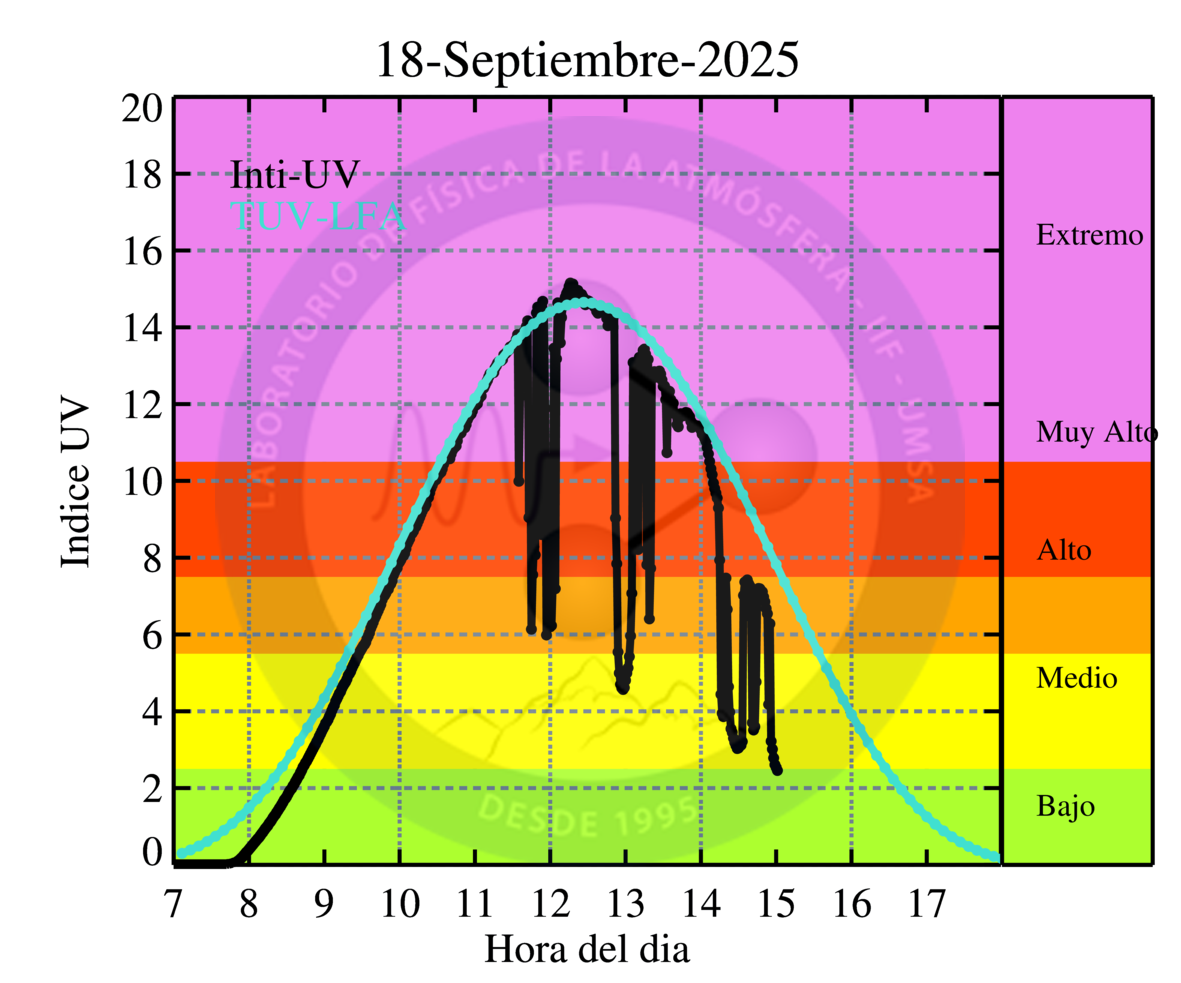 18-Septiembre-2025
20
18
16
14
12
10
8
6
4
2
0
Indice UV
Inti-UV
TUV-LFA
LABORATORIO DE FÍSICA DE LA ATMÓSFERA - IIF - UMSA
DESDE 1995
Extremo
Muy Alto
Alto
Medio
Bajo
7 8 9 10 11 12 13 14 15 16 17
Hora del dia